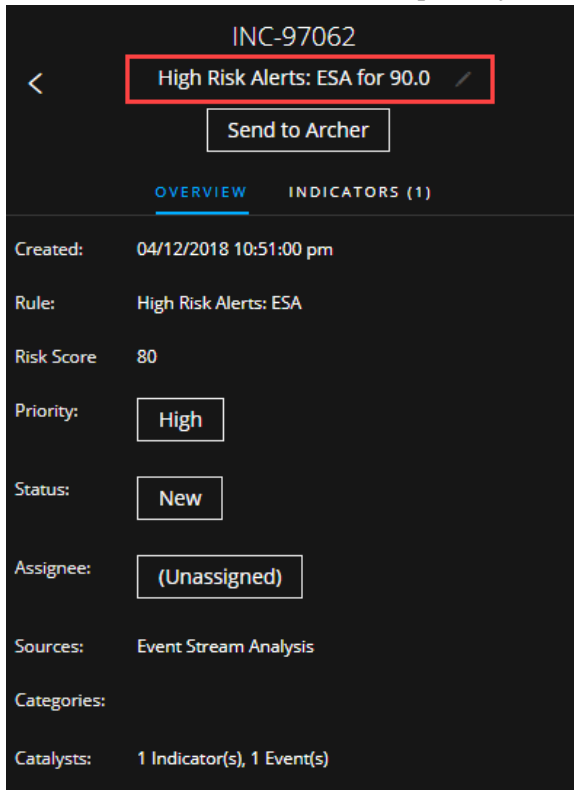 INC-97062
High Risk Alerts: ESA for 90.0
Send to Archer
OVERVIEW INDICATORS (1)
Created: 04/12/2018 10:51:00 pm
Rule: High Risk Alerts: ESA
Risk Score 80
Priority: High
Status: New
Assignee: (Unassigned)
Sources: Event Stream Analysis
Categories:
Catalysts: 1 Indicator(s), 1 Event(s)